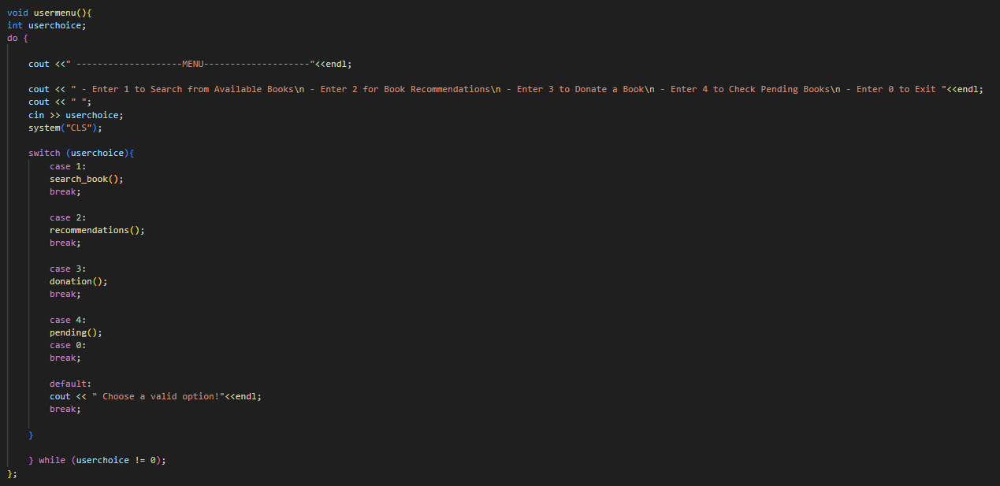 void usermenu(){
int userchoice;
do {
cout <<" --------------------MENU--------------------"<<endl;
cout << " - Enter 1 to Search from Available Books\n - Enter 2 for Book Recommendations\n - Enter 3 to Donate a Book\n - Enter 4 to Check Pending Books\n - Enter 0 to Exit "<<endl;
cout << " ";
cin >> userchoice;
system("CLS");
switch (userchoice){
case 1:
search_book();
break;
case 2:
recommendations();
break;
case 3:
donation();
break;
case 4:
pending();
case 0:
break;
default:
cout << " Choose a valid option!"<<endl;
break;
}
} while (userchoice != 0);
};